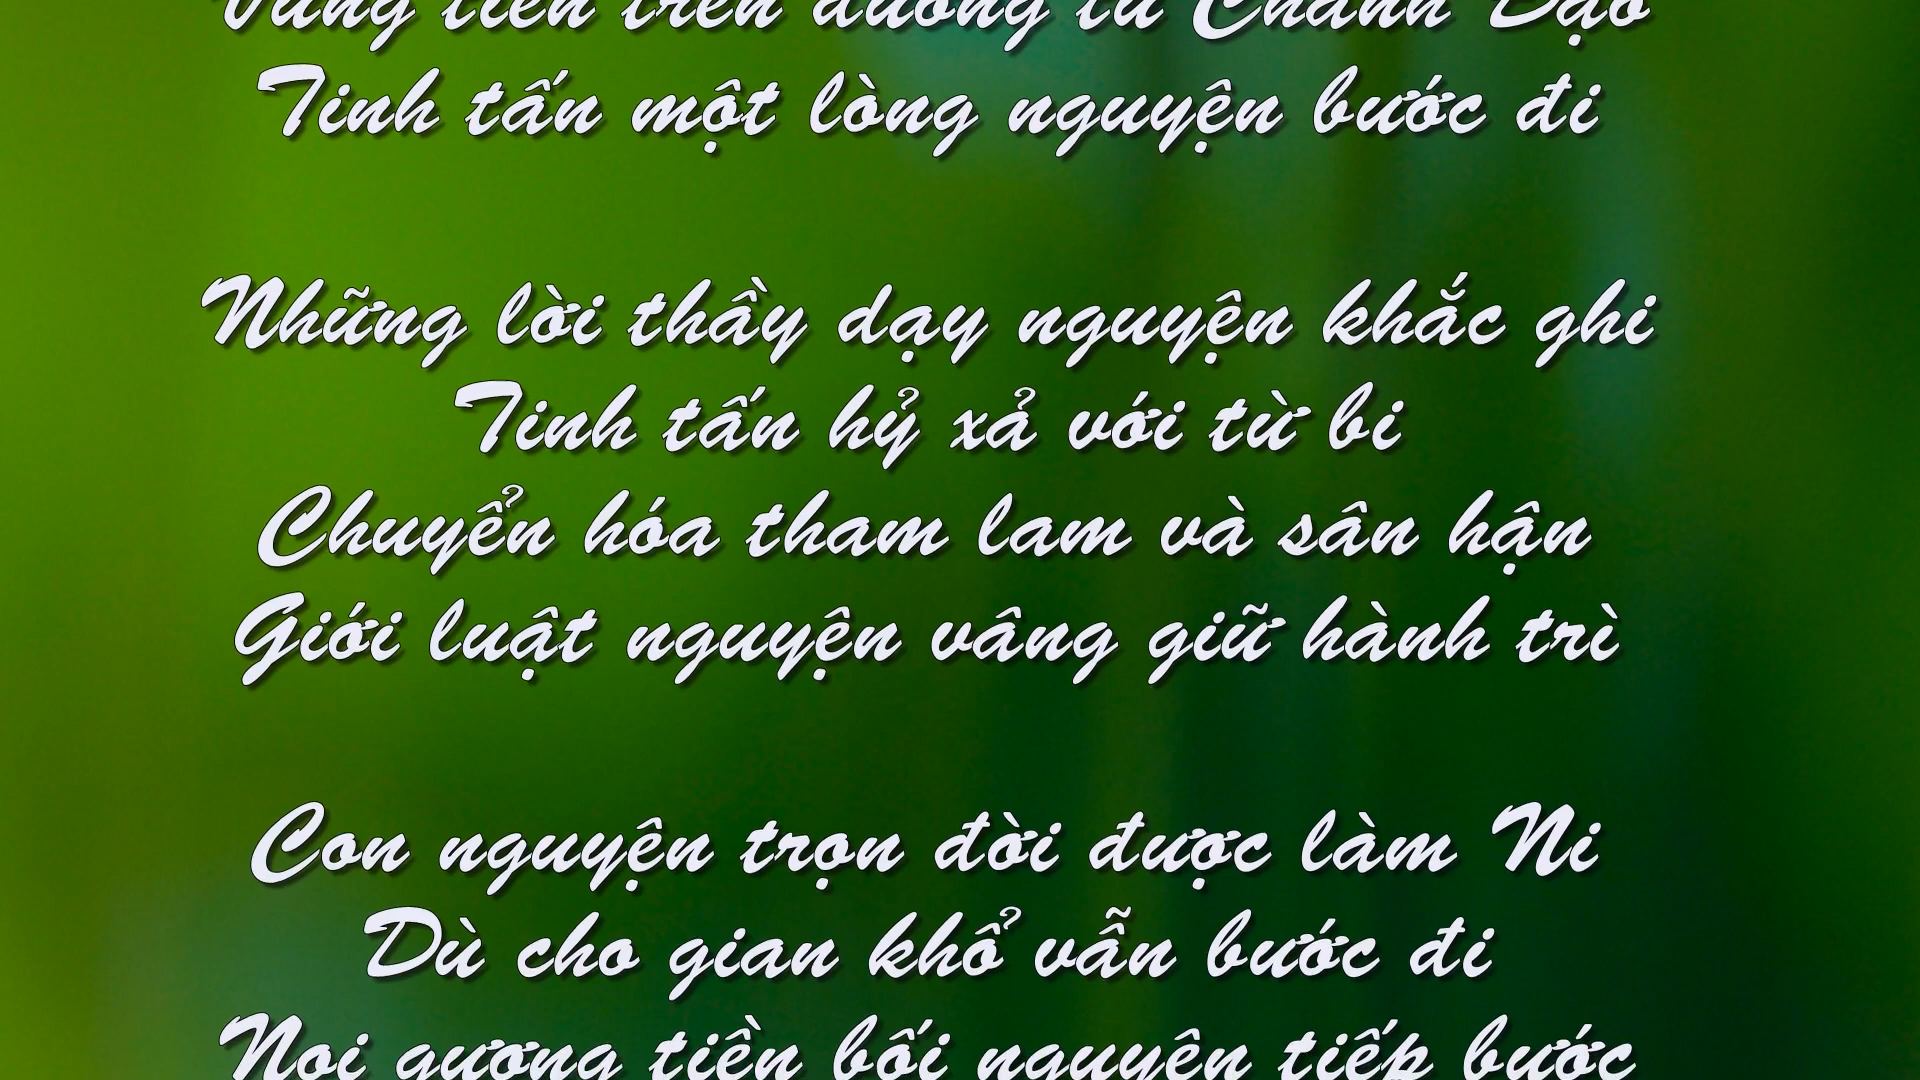 Vững tiến trên đường tu Chánh Đạo
Tinh tấn một lòng nguyện bước đi
Những lời thầy dạy nguyện khắc ghi
Tinh tấn hỷ xả với từ bi
Chuyển hóa tham lam và sân hận
Giới luật nguyện vâng giữ hành trì
Con nguyện trọn đời được làm Ni
Dù cho gian khổ vẫn bước đi
Noi gương tiền bối nguyện tiếp bước